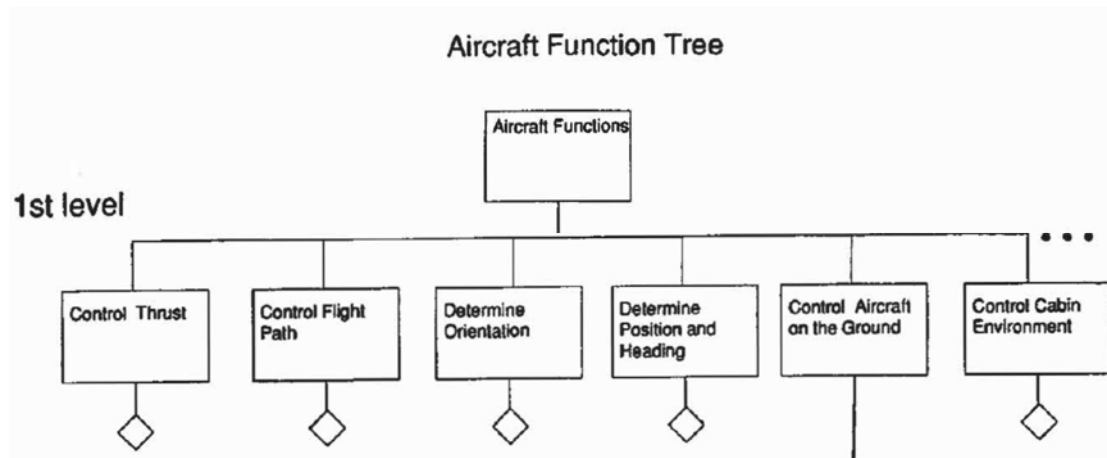 Aircraft Function Tree
Aircraft Functions
1st level
Control Thrust
Control Flight
Path
Determine
Orientation
Determine
Position and
Heading
Control Aircraft
on the Ground
Control Cabin
Environment